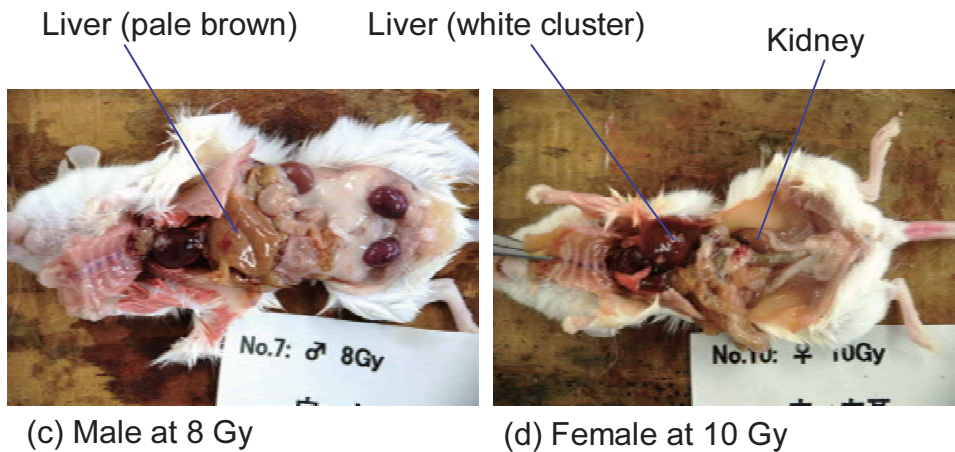 Liver (pale brown)
Liver (white cluster)
Kidney
No.7: ♂ 8Gy
No.10: ♀ 10Gy
(c) Male at 8 Gy
(d) Female at 10 Gy